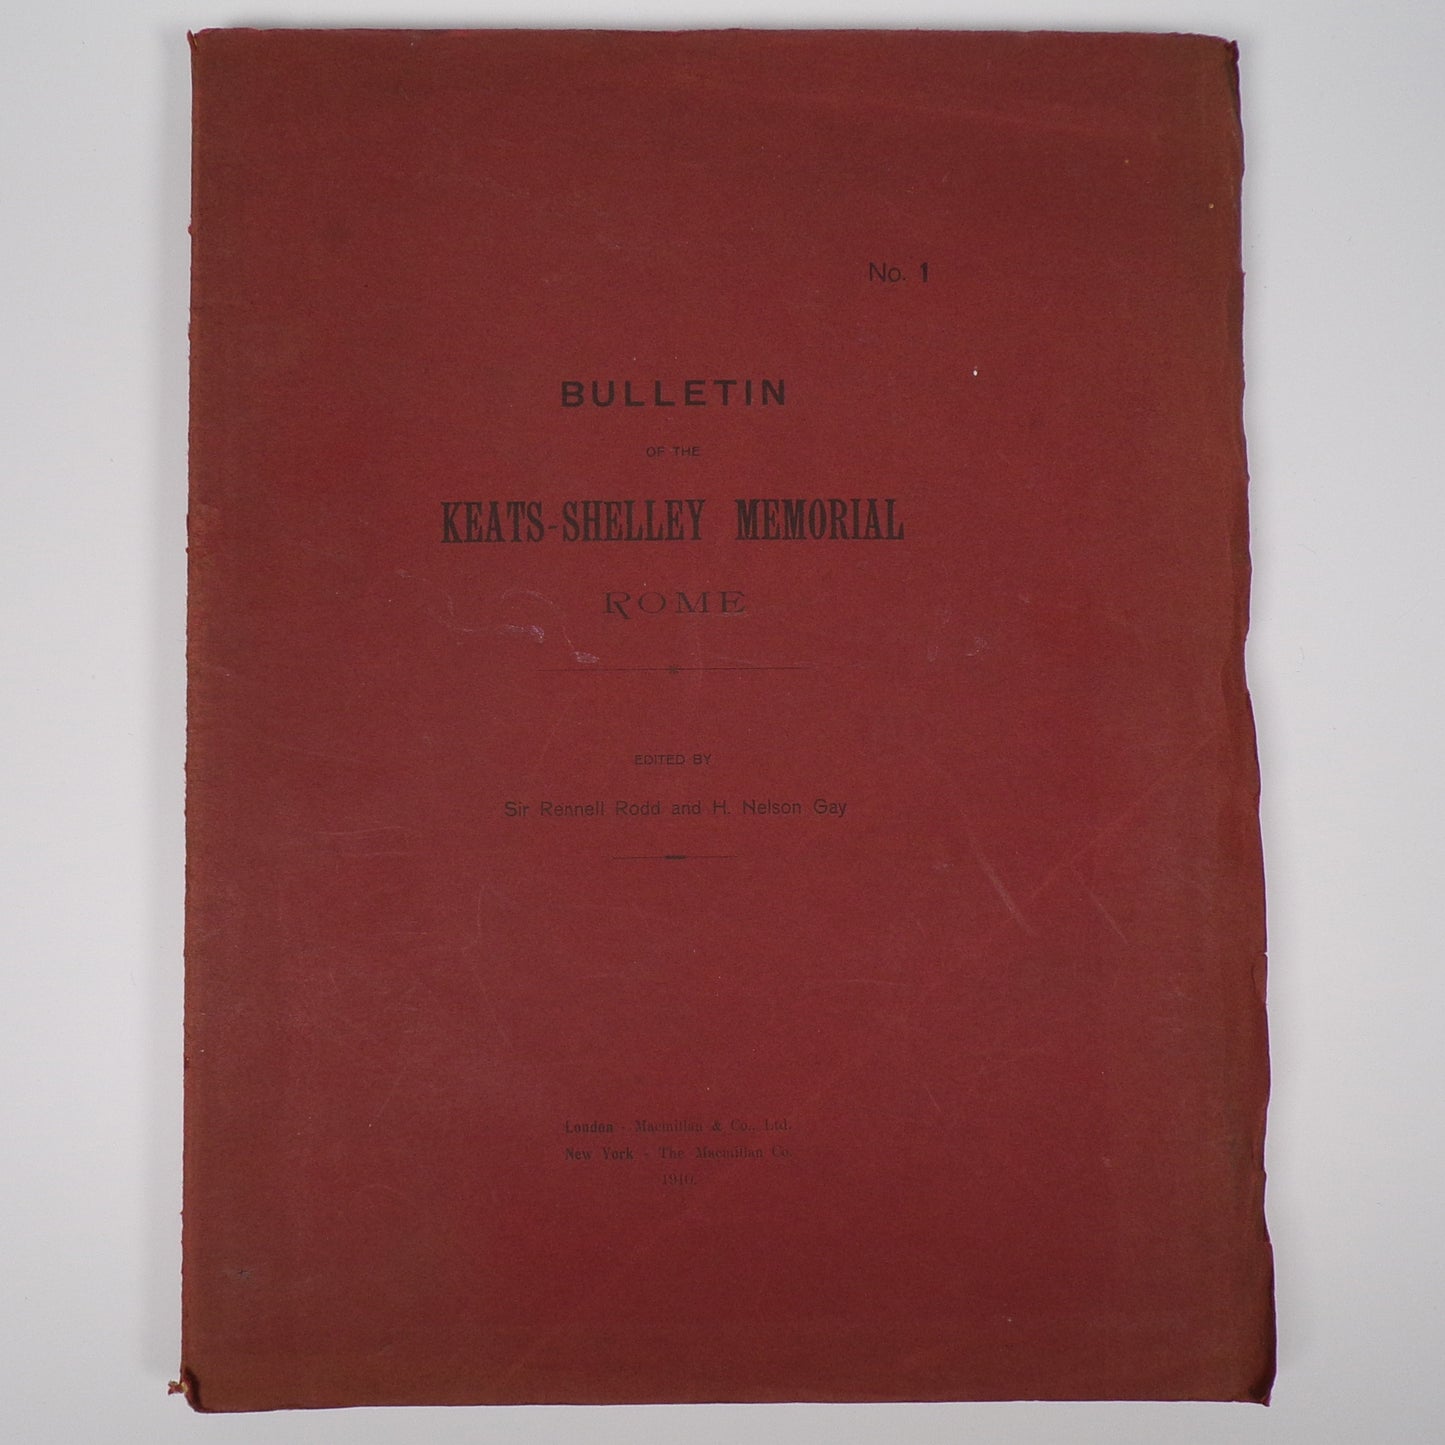 No. 1
BULLETIN
OF THE
KEATS-SHELLEY MEMORIAL
ROME
EDITED BY
Sir Rennell Rodd and H. Nelson Gay
London - Macmillan & Co., Ltd.
New York - The Macmillan Co.
1910.